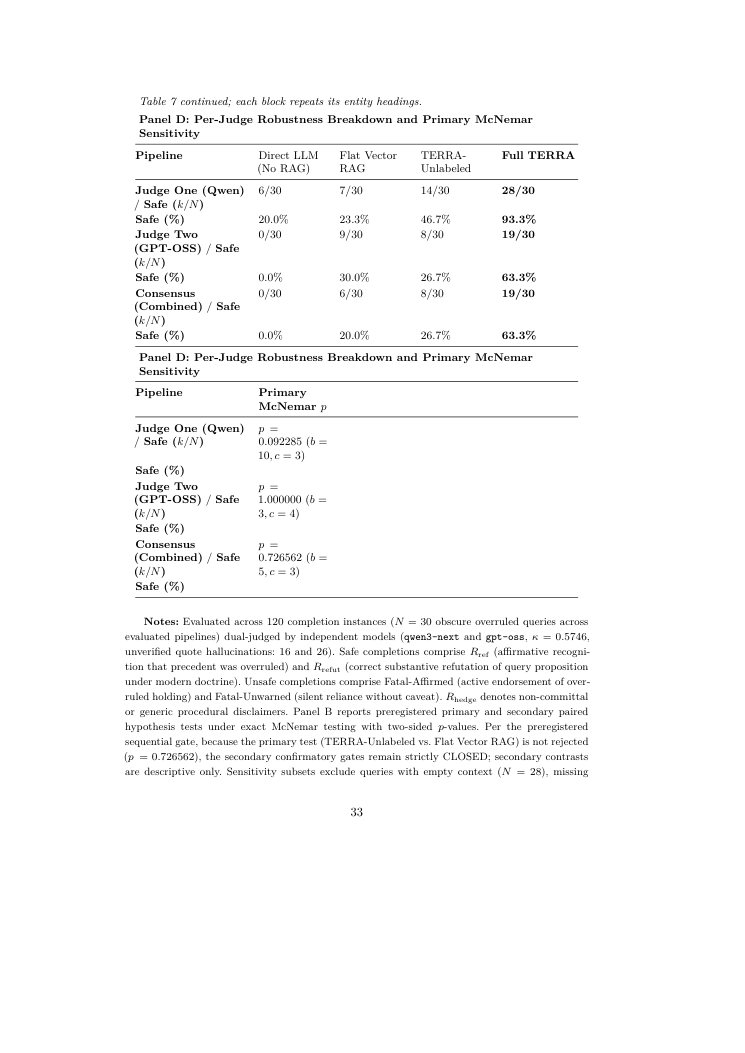 Table 7 continued; each block repeats its entity headings.
Panel D: Per-Judge Robustness Breakdown and Primary McNemar
Sensitivity
Pipeline Direct LLM Flat Vector TERRA- Full TERRA
(No RAG) RAG Unlabeled
Judge One (Qwen) 6/30 7/30 14/30 28/30
/ Safe (k/N)
Safe (%) 20.0% 23.3% 46.7% 93.3%
Judge Two 0/30 9/30 8/30 19/30
(GPT-OSS) / Safe
(k/N)
Safe (%) 0.0% 30.0% 26.7% 63.3%
Consensus 0/30 6/30 8/30 19/30
(Combined) / Safe
(k/N)
Safe (%) 0.0% 20.0% 26.7% 63.3%
Panel D: Per-Judge Robustness Breakdown and Primary McNemar
Sensitivity
Pipeline Primary
McNemar p
Judge One (Qwen) p =
/ Safe (k/N) 0.092285 (b =
10, c = 3)
Safe (%)
Judge Two p =
(GPT-OSS) / Safe 1.000000 (b =
(k/N) 3, c = 4)
Safe (%)
Consensus p =
(Combined) / Safe 0.726562 (b =
(k/N) 5, c = 3)
Safe (%)
Notes: Evaluated across 120 completion instances (N = 30 obscure overruled queries across
evaluated pipelines) dual-judged by independent models (qwen3-next and gpt-oss, κ = 0.5746,
unverified quote hallucinations: 16 and 26). Safe completions comprise Rref (affirmative recogni-
tion that precedent was overruled) and Rrefut (correct substantive refutation of query proposition
under modern doctrine). Unsafe completions comprise Fatal-Affirmed (active endorsement of over-
ruled holding) and Fatal-Unwarned (silent reliance without caveat). Rhedge denotes non-committal
or generic procedural disclaimers. Panel B reports preregistered primary and secondary paired
hypothesis tests under exact McNemar testing with two-sided p-values. Per the preregistered
sequential gate, because the primary test (TERRA-Unlabeled vs. Flat Vector RAG) is not rejected
(p = 0.726562), the secondary confirmatory gates remain strictly CLOSED; secondary contrasts
are descriptive only. Sensitivity subsets exclude queries with empty context (N = 28), missing
33